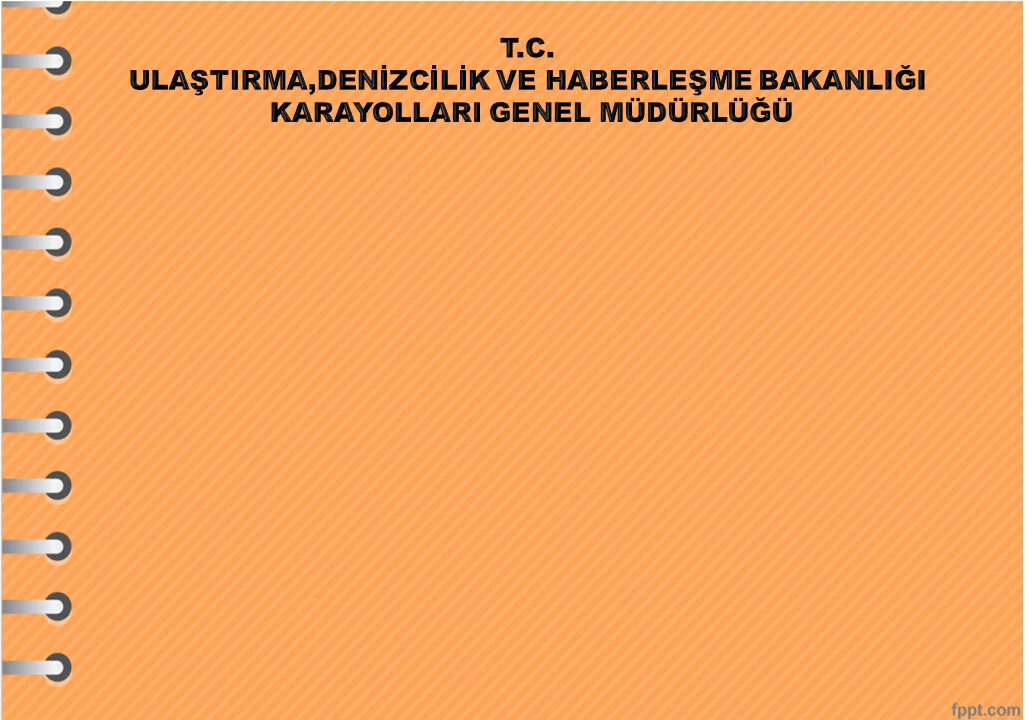 T.C.
ULAŞTIRMA,DENİZCİLİK VE HABERLEŞME BAKANLIĞI
KARAYOLLARI GENEL MÜDÜRLÜĞÜ
fppt.com